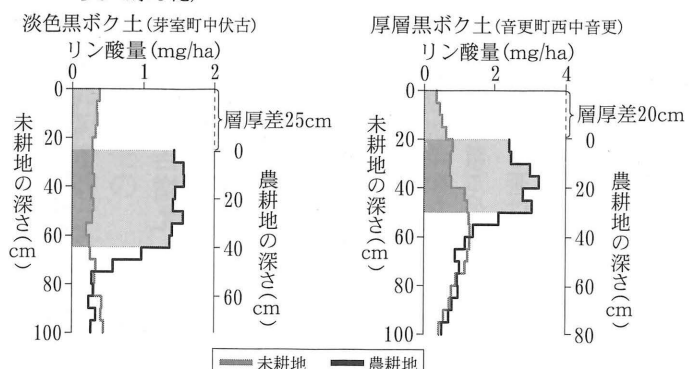 淡色黒ボク土(芽室町中伏古)
リン酸量(mg/ha)
0 1 2
未耕地の深さ(cm)
0
20
40
60
80
100
層厚差25cm
農耕地の深さ(cm)
0
20
40
60
厚層黒ボク土(音更町西中音更)
リン酸量(mg/ha)
0 2 4
未耕地の深さ(cm)
0
20
40
60
80
100
層厚差20cm
農耕地の深さ(cm)
0
20
40
60
80
未耕地 農耕地